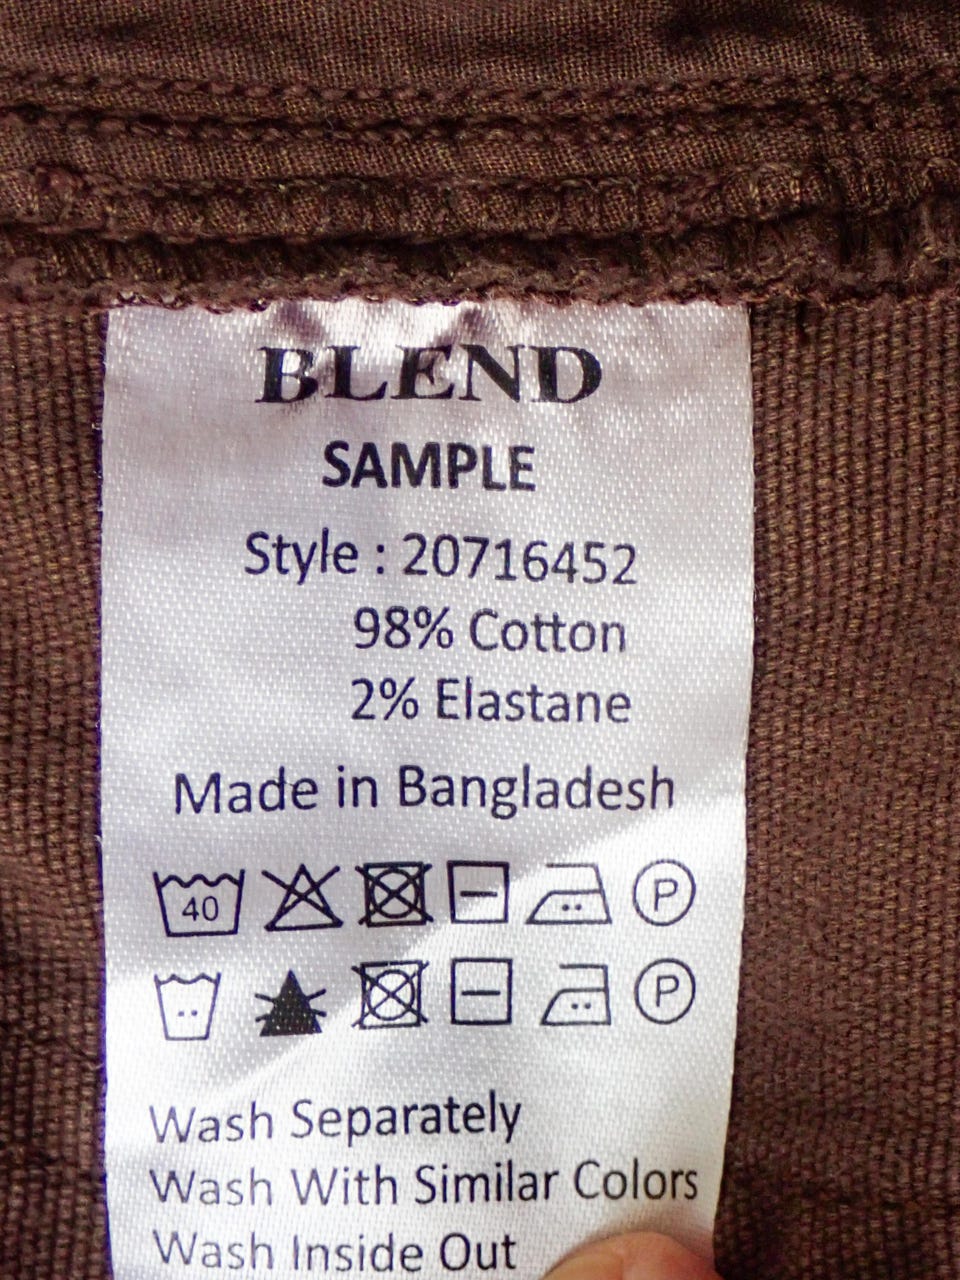 BLEND
SAMPLE
Style : 20716452
98% Cotton
2% Elastane
Made in Bangladesh
40 P
P
Wash Separately
Wash With Similar Colors
Wash Inside Out